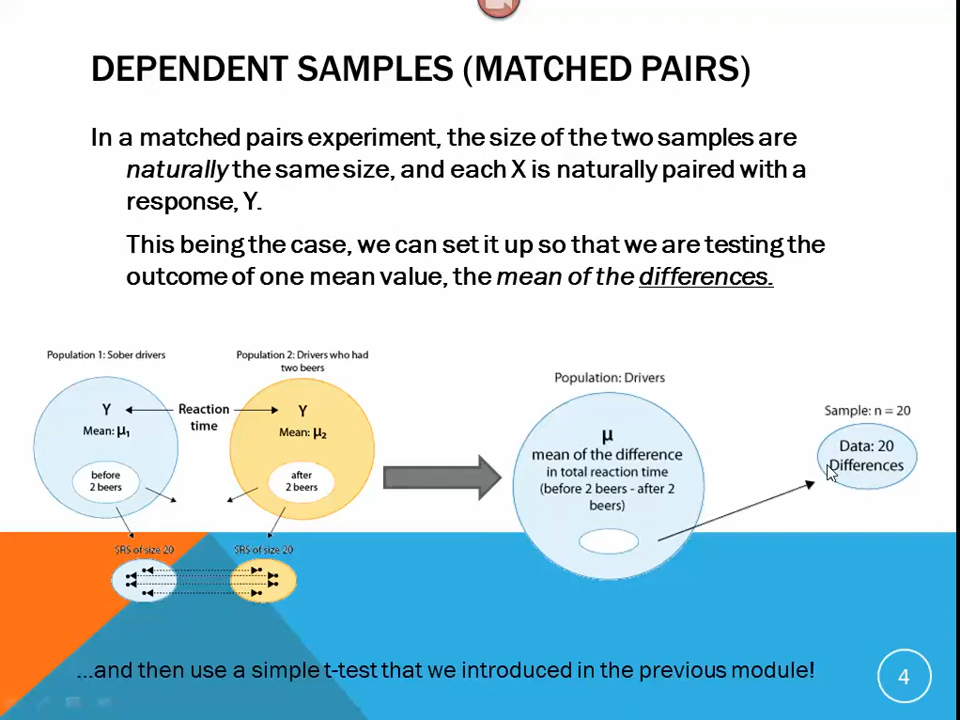 DEPENDENT SAMPLES (MATCHED PAIRS)
In a matched pairs experiment, the size of the two samples are
naturally the same size, and each X is naturally paired with a
response, Y.
This being the case, we can set it up so that we are testing the
outcome of one mean value, the mean of the differences.
Population 1: Sober drivers
Population 2: Drivers who had
two beers
Y
Mean: μ1
before
2 beers
Reaction
time
Y
Mean: μ2
after
2 beers
SRS of size 20
SRS of size 20
Population: Drivers
μ
mean of the difference
in total reaction time
(before 2 beers - after 2
beers)
Sample: n = 20
Data: 20
Differences
...and then use a simple t-test that we introduced in the previous module!
4